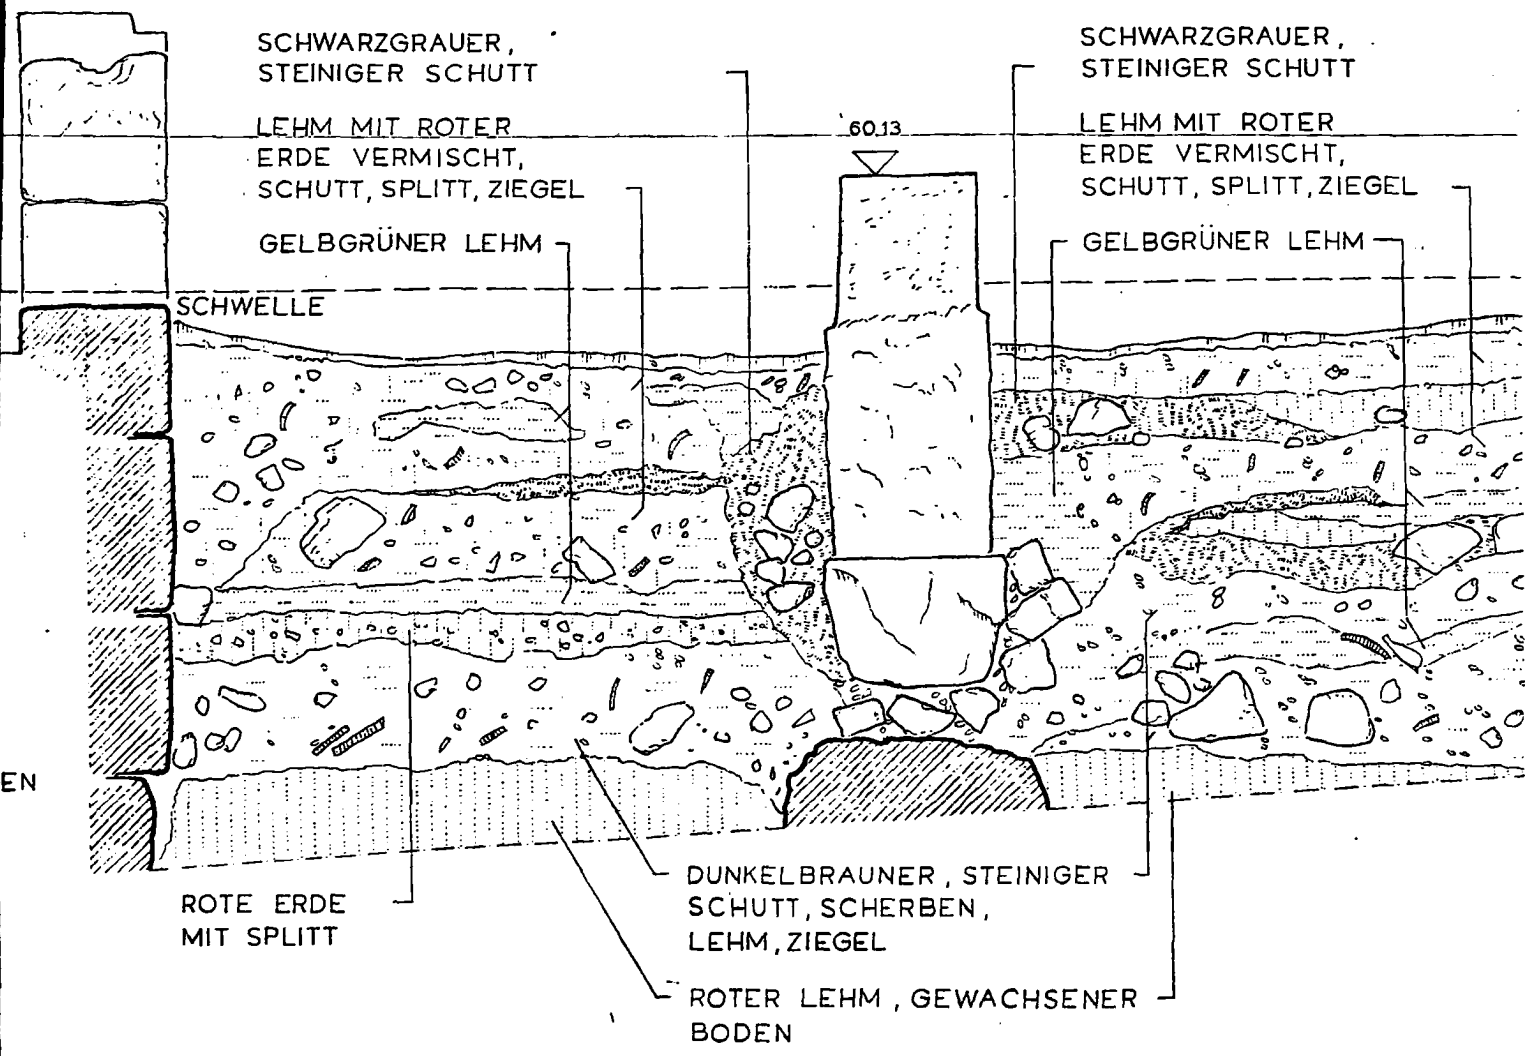 SCHWARZGRAUER,
STEINIGER SCHUTT
LEHM MIT ROTER
ERDE VERMISCHT,
SCHUTT, SPLITT, ZIEGEL
GELBGRÜNER LEHM
SCHWELLE
60.13
SCHWARZGRAUER,
STEINIGER SCHUTT
LEHM MIT ROTER
ERDE VERMISCHT,
SCHUTT, SPLITT, ZIEGEL
GELBGRÜNER LEHM
EN
ROTE ERDE
MIT SPLITT
DUNKELBRAUNER, STEINIGER
SCHUTT, SCHERBEN,
LEHM, ZIEGEL
ROTER LEHM, GEWACHSENER
BODEN